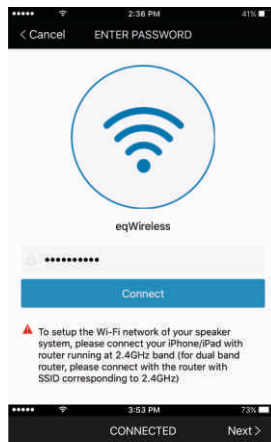 2:36 PM 41%
< Cancel ENTER PASSWORD
eqWireless
Connect
To setup the Wi-Fi network of your speaker
system, please connect your iPhone/iPad with
router running at 2.4GHz band (for dual band
router, please connect with the router with
SSID corresponding to 2.4GHz)
3:53 PM 73%
CONNECTED Next >